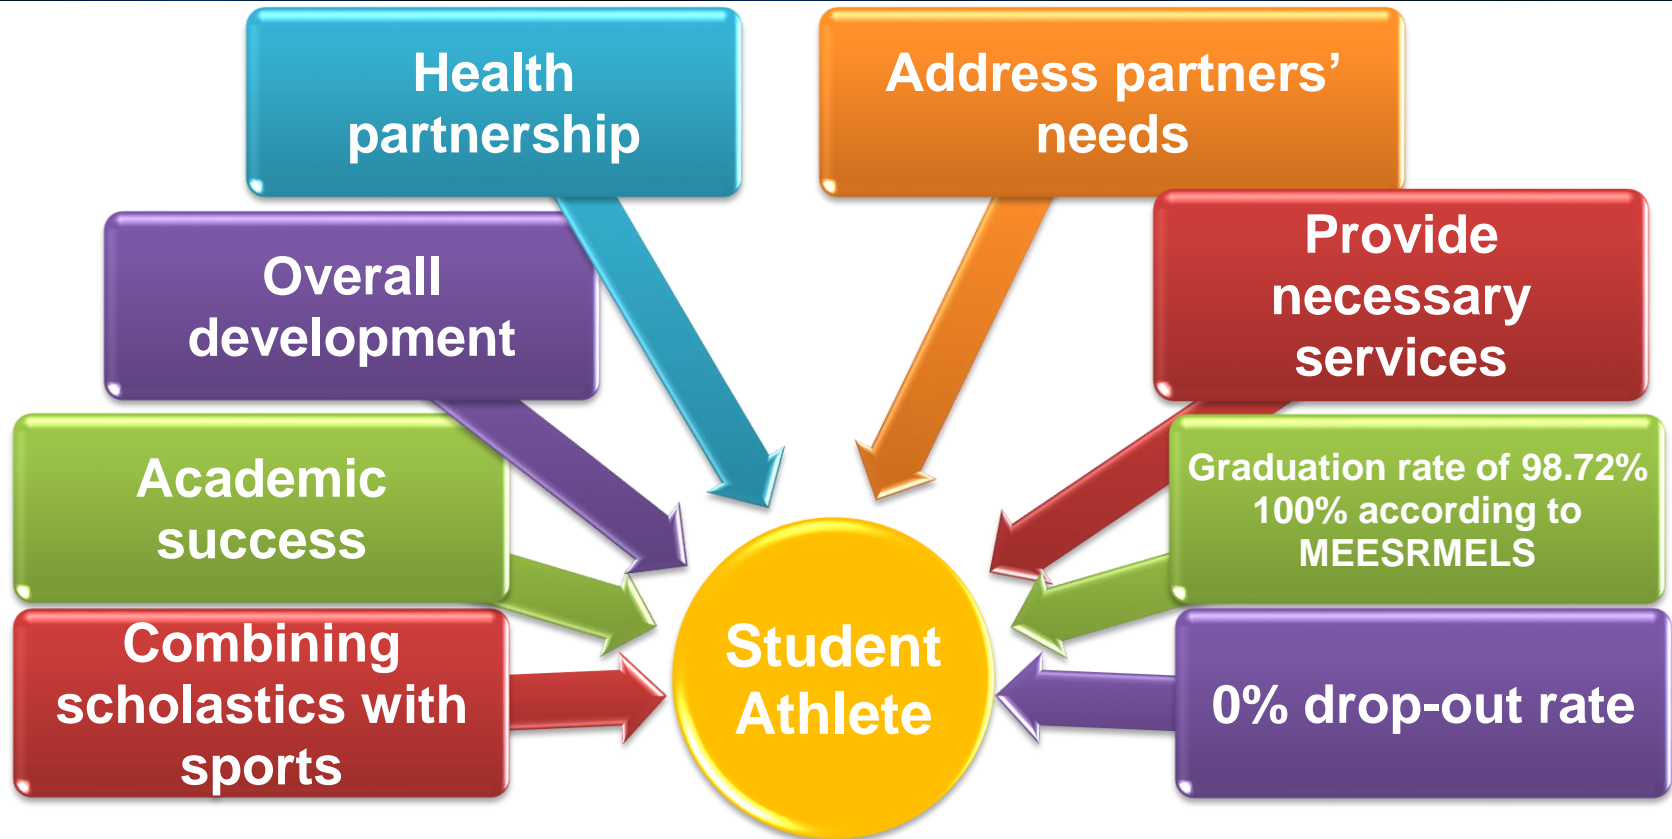 Health
partnership
Address partners’
needs
Overall
development
Provide
necessary
services
Academic
success
Graduation rate of 98.72%
100% according to
MEESRMELS
Combining
scholastics with
sports
Student
Athlete
0% drop-out rate